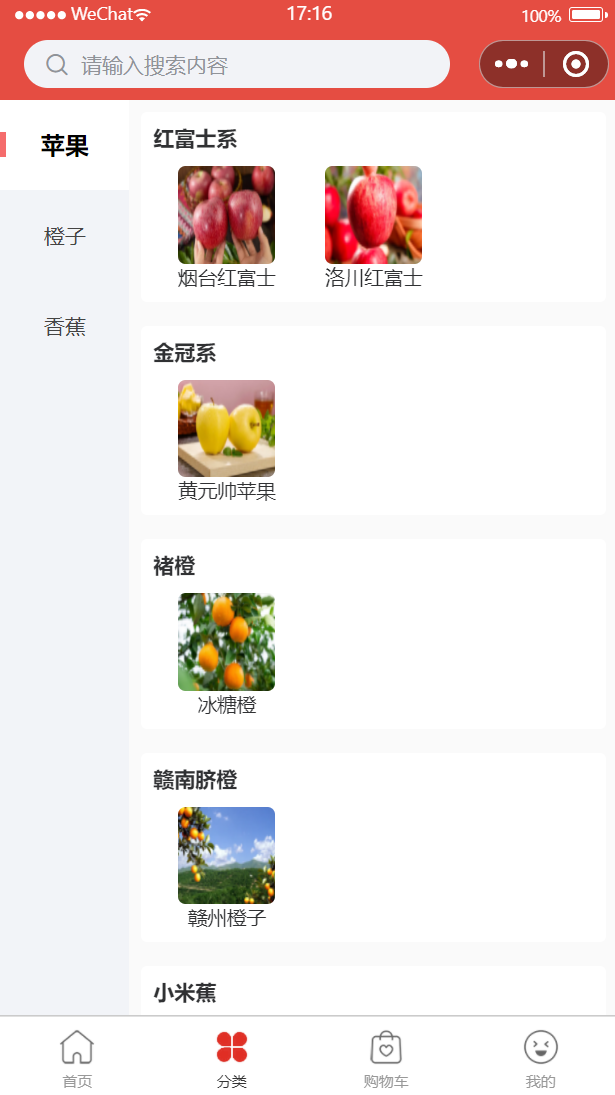 WeChat
17:16
100%
请输入搜索内容
苹果
橙子
香蕉
红富士系
烟台红富士
洛川红富士
金冠系
黄元帅苹果
褚橙
冰糖橙
赣南脐橙
赣州橙子
小米蕉
首页
分类
购物车
我的